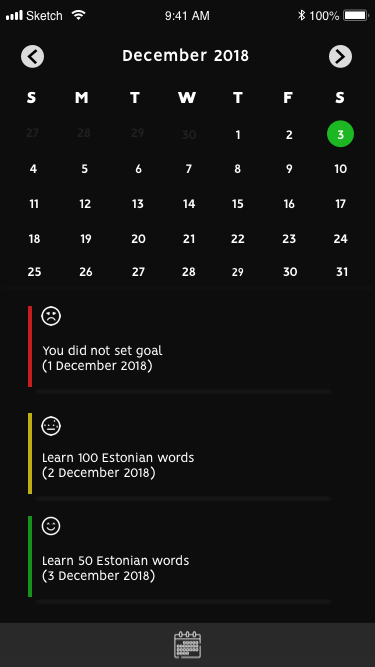 Sketch 9:41 AM 100%
December 2018
S M T W T F S
27 28 29 30 1 2 3
4 5 6 7 8 9 10
11 12 13 14 15 16 17
18 19 20 21 22 23 24
25 26 27 28 29 30 31
You did not set goal
(1 December 2018)
Learn 100 Estonian words
(2 December 2018)
Learn 50 Estonian words
(3 December 2018)